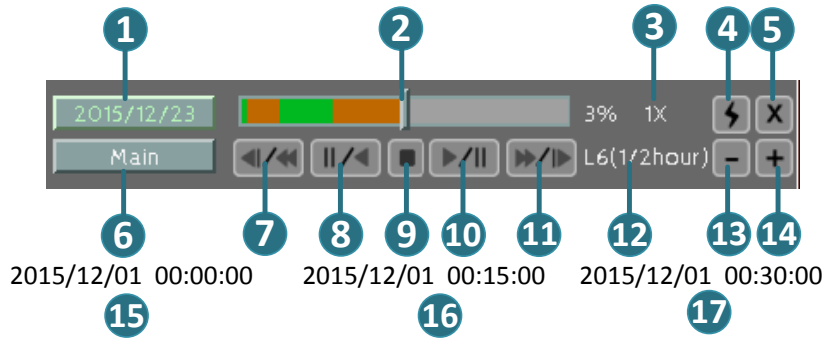 1 2 3 4 5
2015/12/23 3% 1X X
Main L6(1/2hour) - +
6 7 8 9 10 11 12 13 14
2015/12/01 00:00:00 2015/12/01 00:15:00 2015/12/01 00:30:00
15 16 17